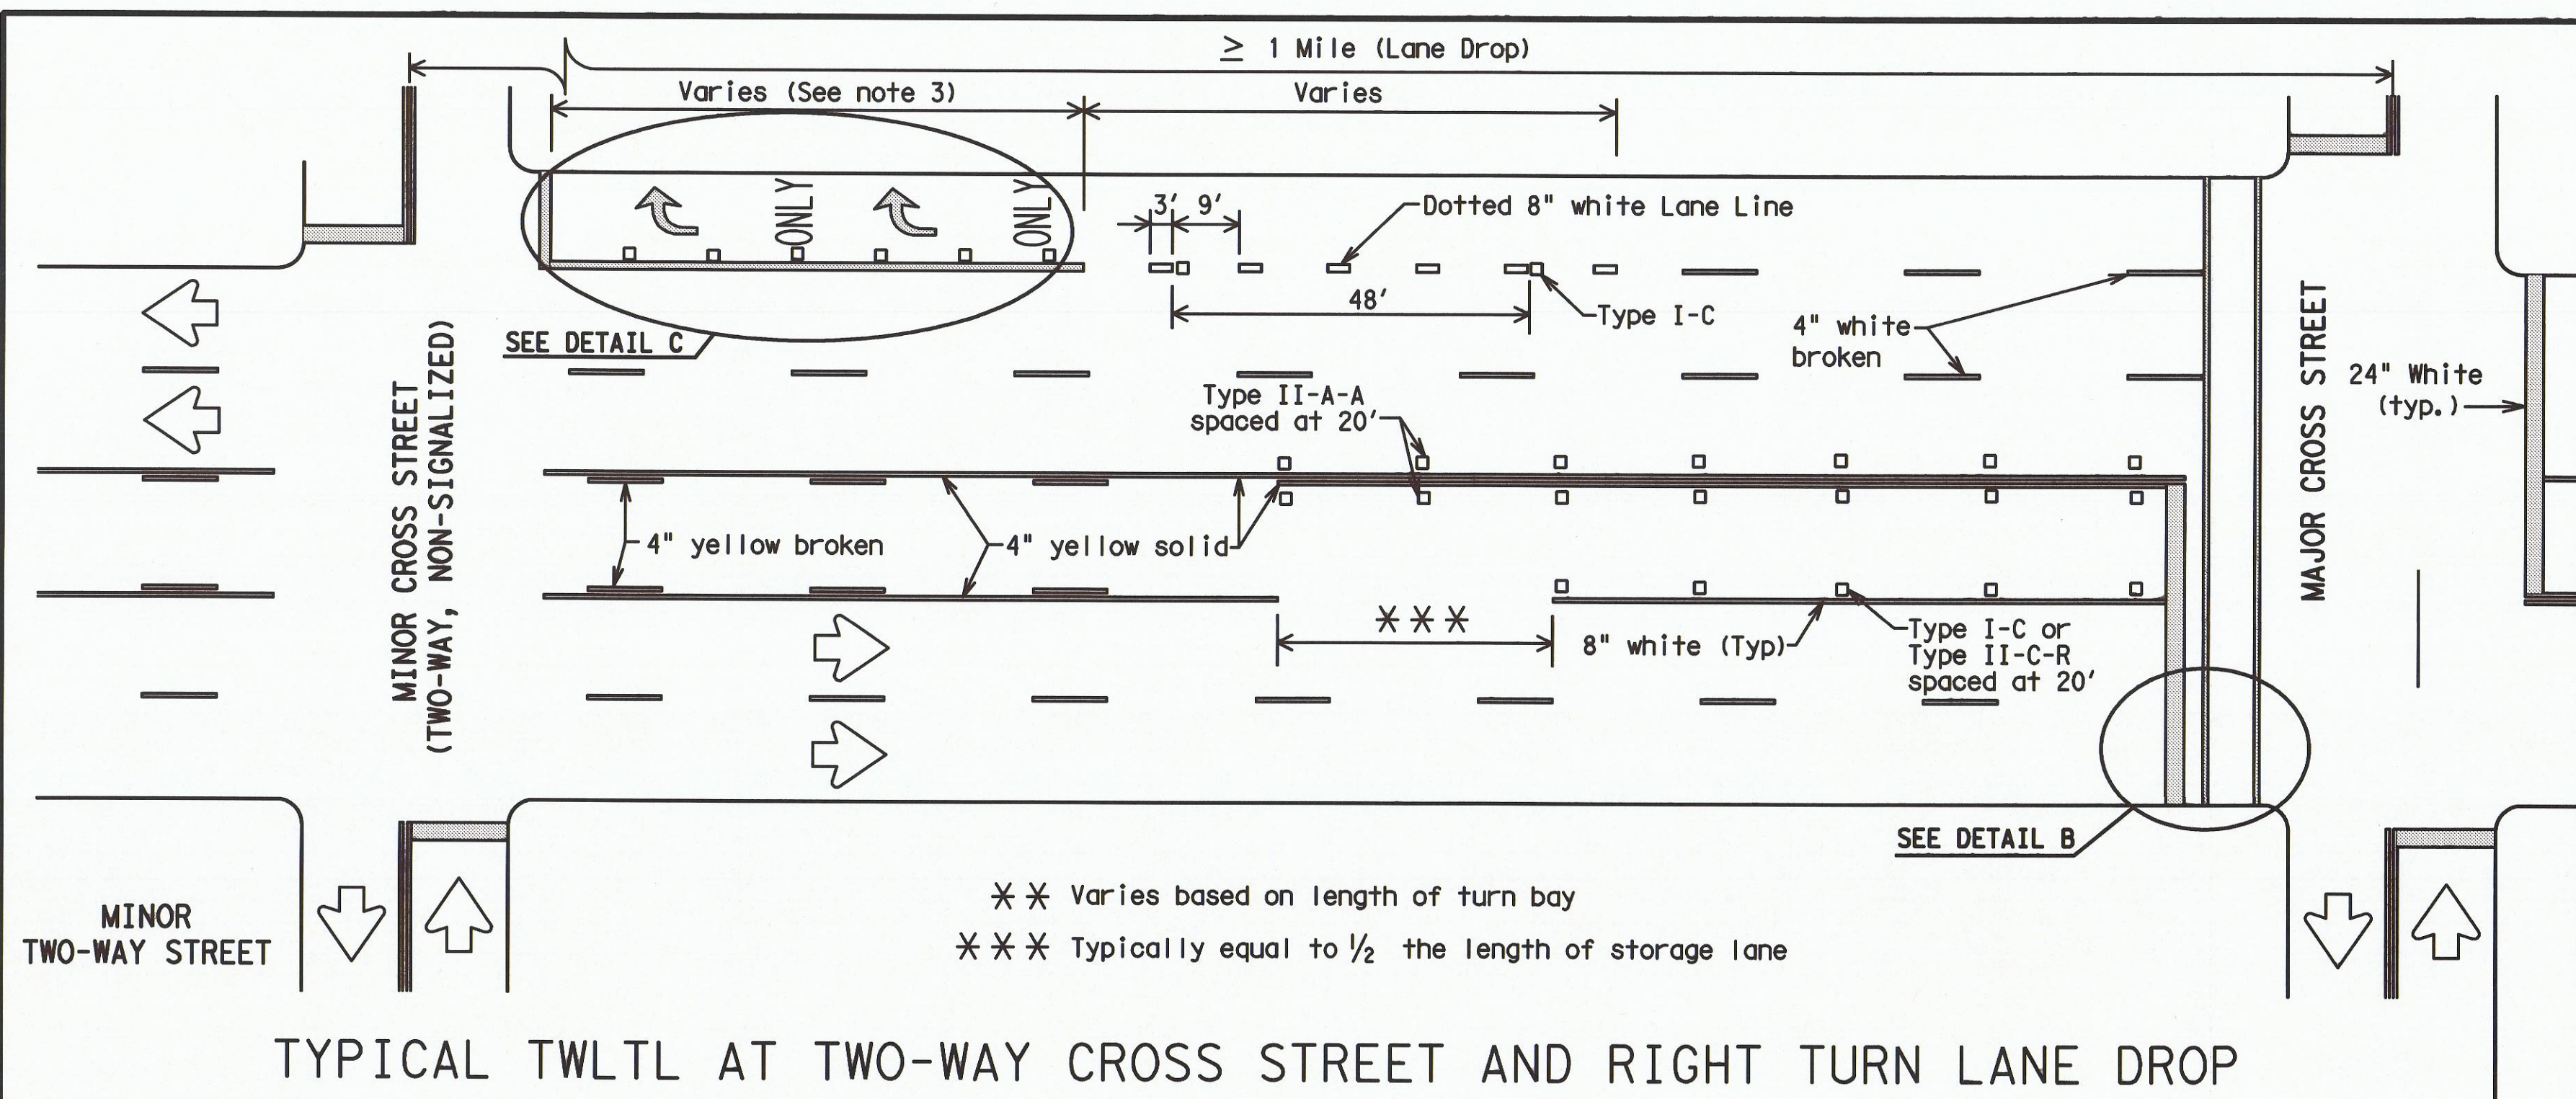 ≥ 1 Mile (Lane Drop)
Varies (See note 3)
Varies
ONLY
ONLY
3' 9'
Dotted 8" white Lane Line
48'
Type I-C
SEE DETAIL C
4" white
broken
MINOR CROSS STREET
(TWO-WAY, NON-SIGNALIZED)
Type II-A-A
spaced at 20'
MAJOR CROSS STREET
24" White
(typ.)
4" yellow broken
4" yellow solid
***
8" white (Typ)
Type I-C or
Type II-C-R
spaced at 20'
SEE DETAIL B
MINOR
TWO-WAY STREET
** Varies based on length of turn bay
*** Typically equal to 1/2 the length of storage lane
TYPICAL TWLTL AT TWO-WAY CROSS STREET AND RIGHT TURN LANE DROP